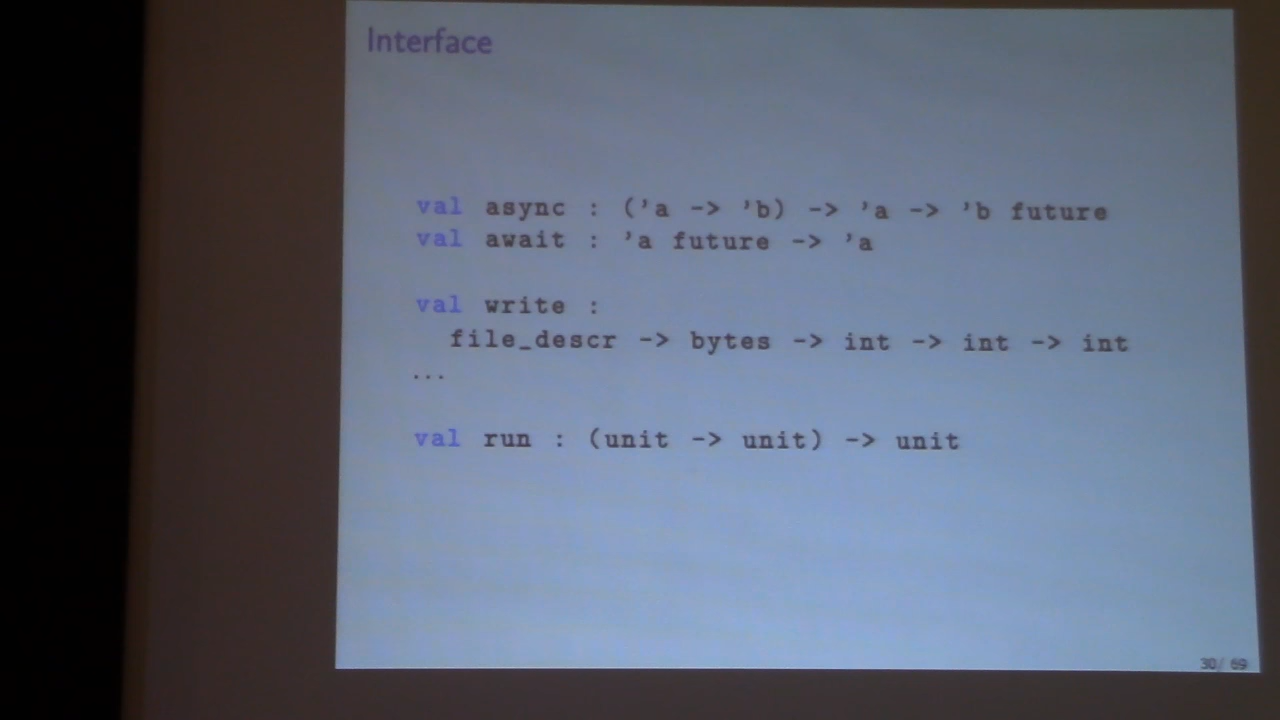 Interface
val async : ('a -> 'b) -> 'a -> 'b future
val await : 'a future -> 'a
val write :
file_descr -> bytes -> int -> int -> int
...
val run : (unit -> unit) -> unit
30/ 69